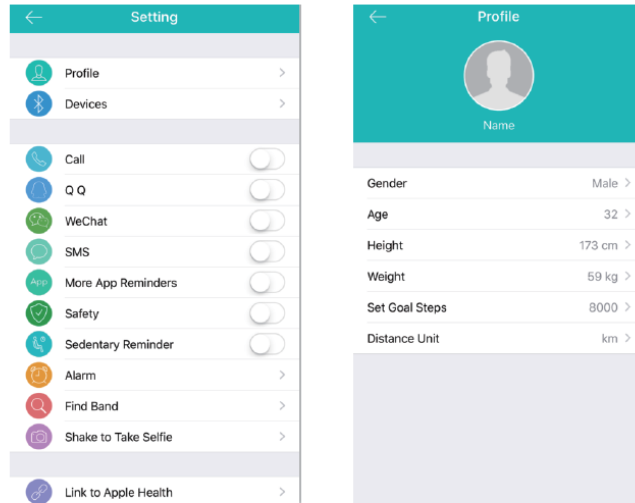 Setting
Profile
Devices
Call
Q Q
WeChat
SMS
App
More App Reminders
Safety
Sedentary Reminder
Alarm
Find Band
Shake to Take Selfie
Link to Apple Health
Profile
Name
Gender Male
Age 32
Height 173 cm
Weight 59 kg
Set Goal Steps 8000
Distance Unit km